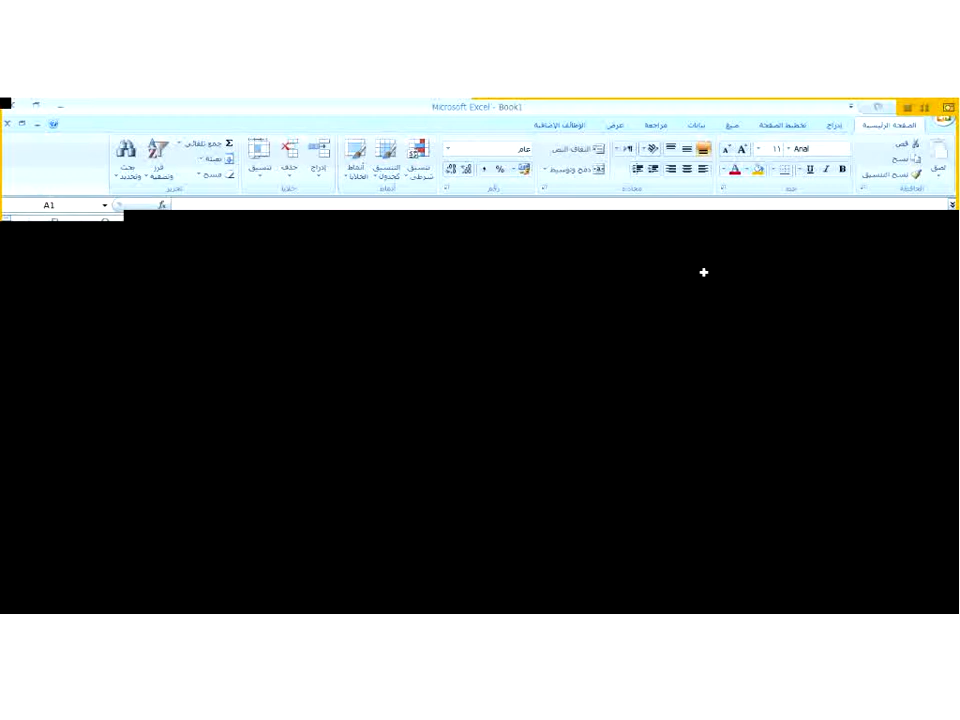 Microsoft Excel - Book1
الصفحة الرئيسية إدراج تخطيط الصفحة صيغ بيانات مراجعة عرض الوظائف الإضافية
قص Arial ١١ التفاف النص عام جمع تلقائي Σ
نسخ تعبئة
لصق نسخ التنسيق B I U دمج وتوسيط % تنسيق شرطي التنسيق كجدول أنماط الخلايا إدراج حذف تنسيق مسح فرز وتصفية بحث وتحديد
الحافظة خط محاذاة رقم أنماط خلايا تحرير
A1 fx